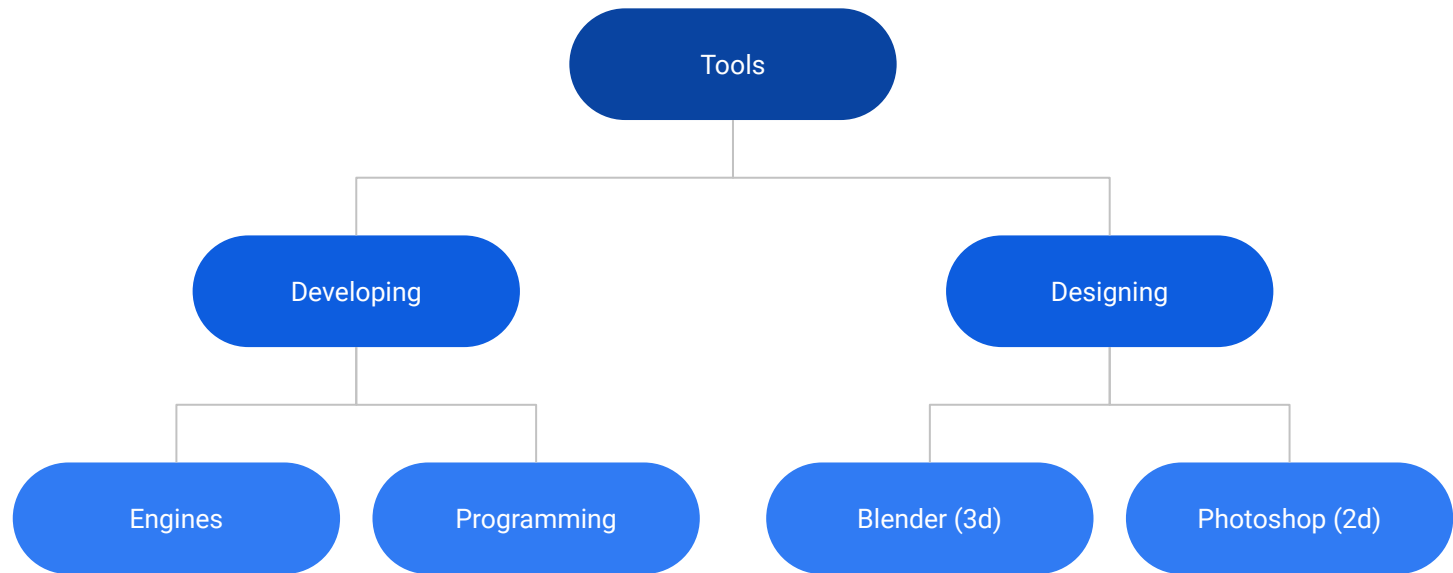 Tools
Developing
Designing
Engines
Programming
Blender (3d)
Photoshop (2d)